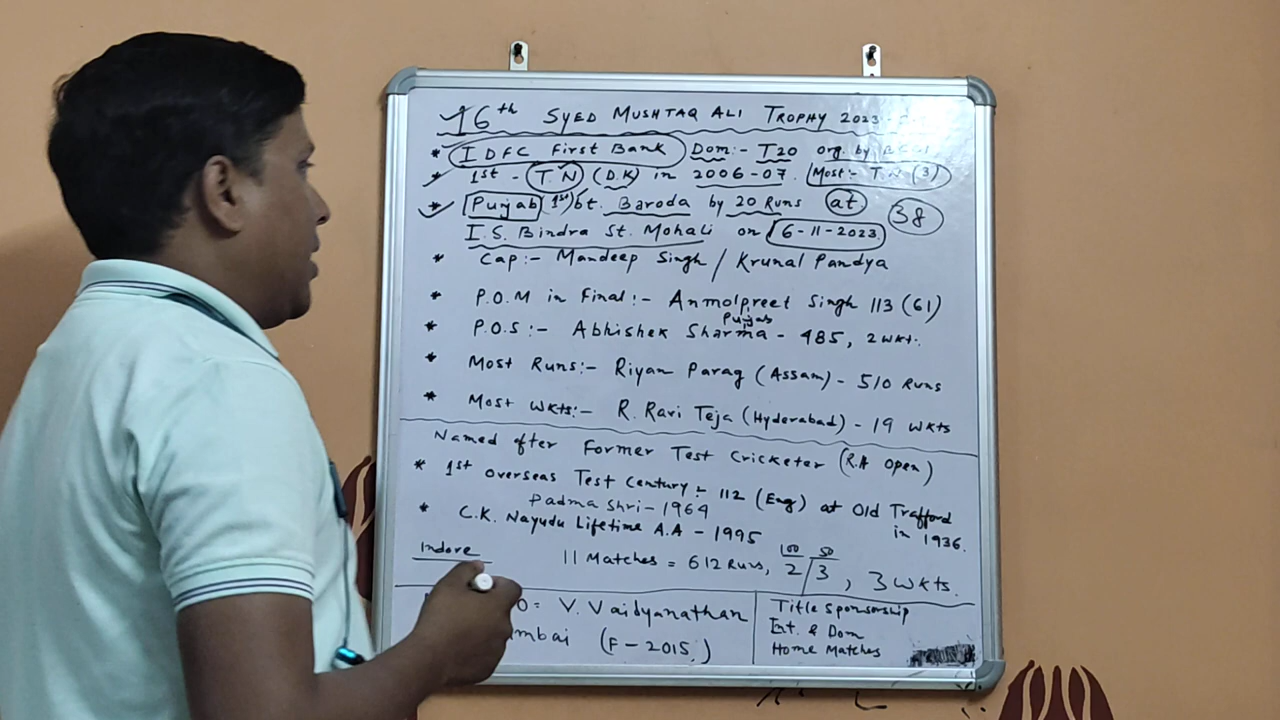 16th SYED MUSHTAQ ALI TROPHY 2023-
* IDFC First Bank Dom:- T20 org. by
1st - T.N (D.K) in 2006-07. Most:- T.N (3)
* Punjab (1st) bt. Baroda by 20 Runs at 38
I.S. Bindra St. Mohali on 6-11-2023.
* Cap:- Mandeep Singh / Krunal Pandya
* P.O.M in Final:- Anmolpreet Singh 113 (61)
Punjab
* P.O.S:- Abhishek Sharma - 485, 2 wkt.
* Most Runs:- Riyan Parag (Assam) - 510 Runs
* Most Wkts:- R. Ravi Teja (Hyderabad) - 19 wkts
Named after Former Test Cricketer (R.H Open)
* 1st Overseas Test Century:- 112 (Eng) at Old Trafford
in 1936.
Padma Shri - 1964
* C.K. Nayudu Lifetime A.A - 1995
Indore 11 Matches = 612 Runs, 100/2 50/3, 3 wkts.
O = V. Vaidyanathan
mbai (F - 2015.)
Title Sponsorship
Int. & Dom
Home Matches